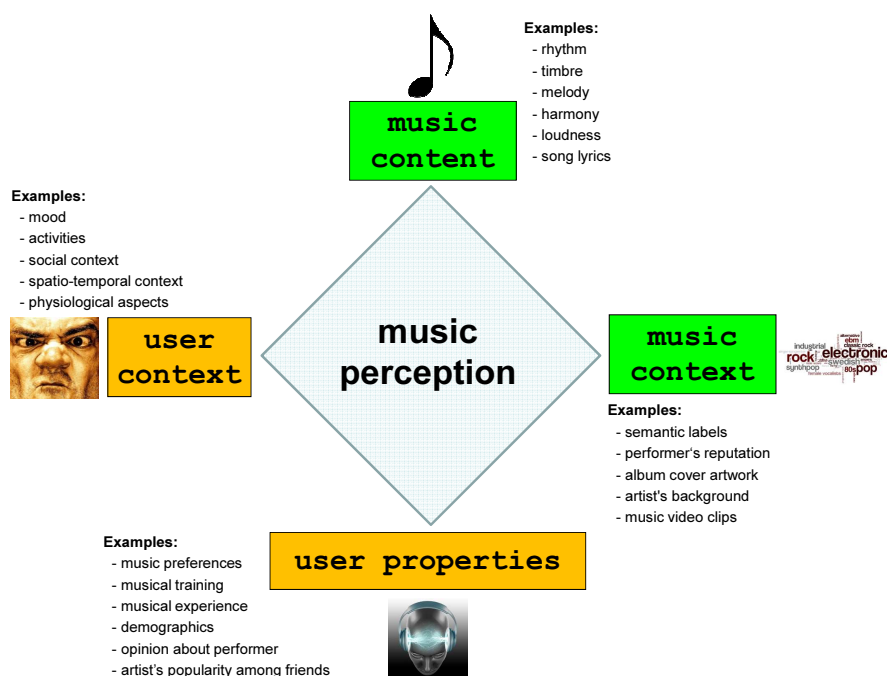 Examples:
- rhythm
- timbre
- melody
- harmony
- loudness
- song lyrics
music
content
Examples:
- mood
- activities
- social context
- spatio-temporal context
- physiological aspects
user
context
music
perception
music
context
alternative
ebm
classic rock
industrial
rock
electronic
swedish
synthpop
80s
pop
female vocalists
Examples:
- semantic labels
- performer‘s reputation
- album cover artwork
- artist's background
- music video clips
user properties
Examples:
- music preferences
- musical training
- musical experience
- demographics
- opinion about performer
- artist’s popularity among friends